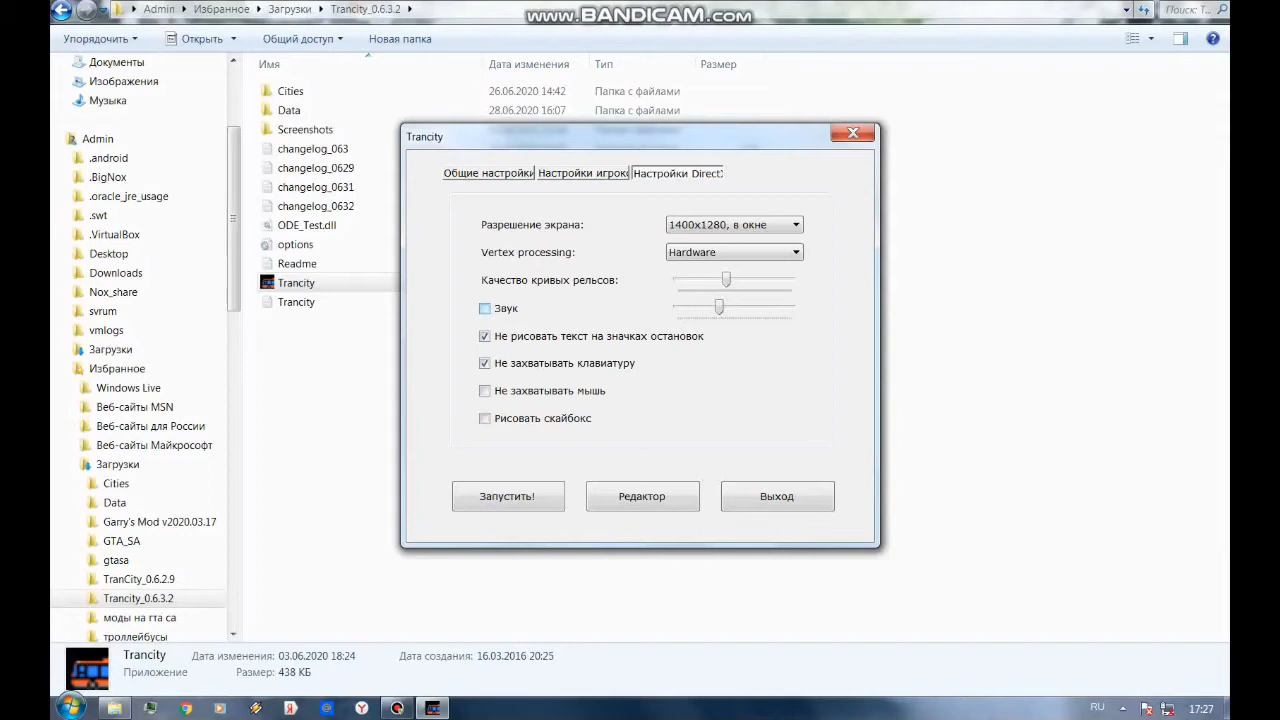 Admin
Избранное
Загрузки
Trancity_0.6.3.2
www.BANDICAM.com
Поиск: T...
Упорядочить
Открыть
Общий доступ
Новая папка
Имя
Дата изменения
Тип
Размер
Документы
Изображения
Музыка
Admin
.android
.BigNox
.oracle_jre_usage
.swt
.VirtualBox
Desktop
Downloads
Nox_share
svrum
vmlogs
Загрузки
Избранное
Windows Live
Веб-сайты MSN
Веб-сайты для России
Веб-сайты Майкрософт
Загрузки
Cities
Data
Garry's Mod v2020.03.17
GTA_SA
gtasa
TranCity_0.6.2.9
Trancity_0.6.3.2
моды на гта са
троллейбусы
Cities 26.06.2020 14:42 Папка с файлами
Data 28.06.2020 16:07 Папка с файлами
Screenshots
changelog_063
changelog_0629
changelog_0631
changelog_0632
ODE_Test.dll
options
Readme
Trancity
Trancity
Trancity
Общие настройки
Настройки игрок
Настройки Direct
Разрешение экрана: 1400x1280, в окне
Vertex processing: Hardware
Качество кривых рельсов:
Звук
Не рисовать текст на значках остановок
Не захватывать клавиатуру
Не захватывать мышь
Рисовать скайбокс
Запустить!
Редактор
Выход
Trancity Дата изменения: 03.06.2020 18:24 Дата создания: 16.03.2016 20:25
Приложение Размер: 438 КБ
RU
17:27